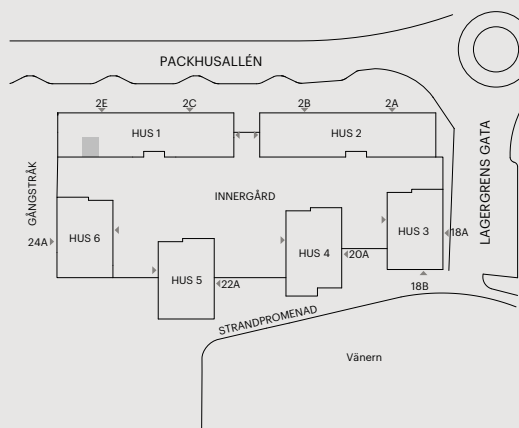 PACKHUSALLÉN
2E
2C
2B
2A
HUS 1
HUS 2
LAGERGRENS GATA
GÅNGSTRÅK
INNERGÅRD
24A
HUS 6
HUS 3
18A
HUS 4
20A
HUS 5
22A
18B
STRANDPROMENAD
Vänern